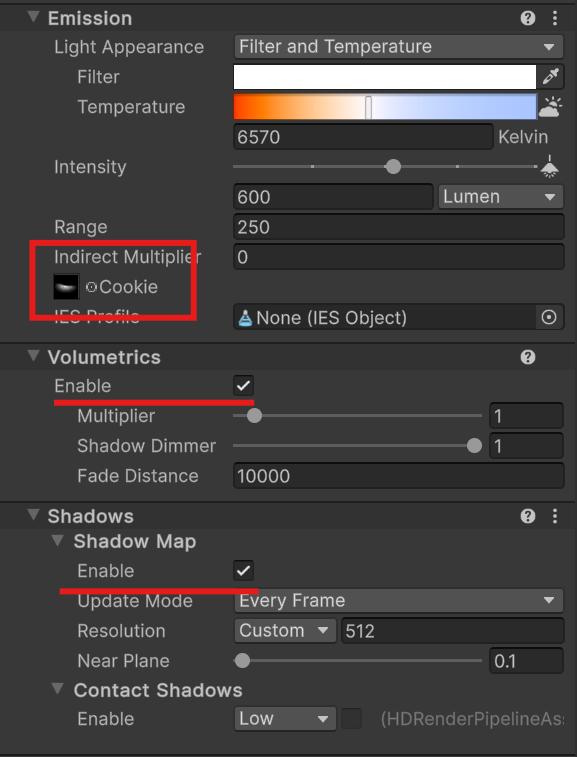 Emission
Light Appearance Filter and Temperature
Filter
Temperature
6570 Kelvin
Intensity
600 Lumen
Range 250
Indirect Multiplier 0
Cookie
IES Profile None (IES Object)
Volumetrics
Enable
Multiplier 1
Shadow Dimmer 1
Fade Distance 10000
Shadows
Shadow Map
Enable
Update Mode Every Frame
Resolution Custom 512
Near Plane 0.1
Contact Shadows
Enable Low (HDRenderPipelineAs